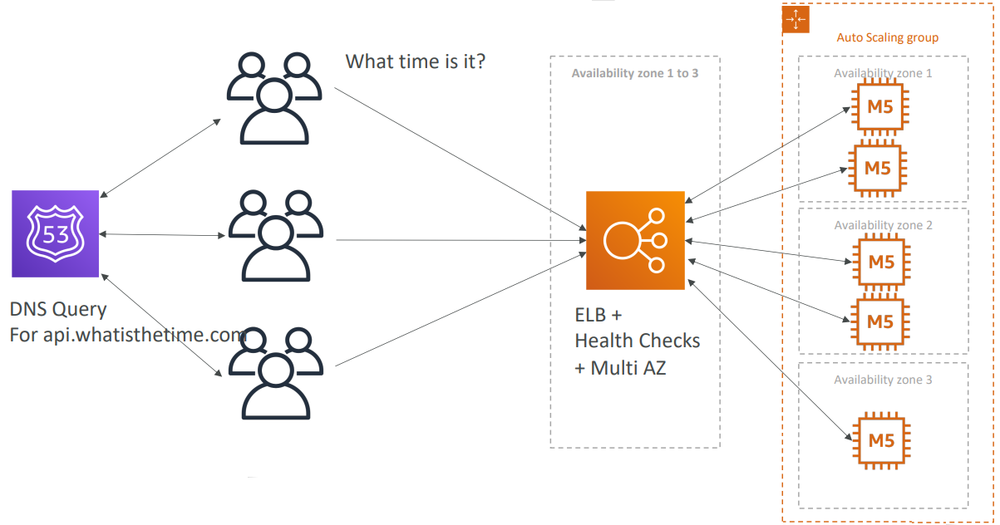 What time is it?
53
DNS Query
For api.whatisthetime.com
Availability zone 1 to 3
ELB +
Health Checks
+ Multi AZ
Auto Scaling group
Availability zone 1
M5
M5
Availability zone 2
M5
M5
Availability zone 3
M5